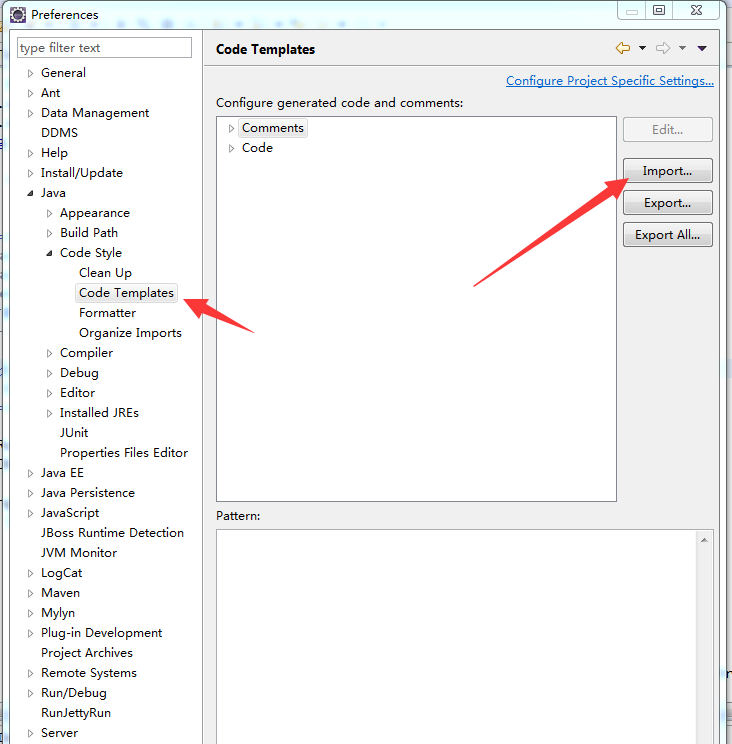 Preferences
type filter text
General
Ant
Data Management
DDMS
Help
Install/Update
Java
Appearance
Build Path
Code Style
Clean Up
Code Templates
Formatter
Organize Imports
Compiler
Debug
Editor
Installed JREs
JUnit
Properties Files Editor
Java EE
Java Persistence
JavaScript
JBoss Runtime Detection
JVM Monitor
LogCat
Maven
Mylyn
Plug-in Development
Project Archives
Remote Systems
Run/Debug
RunJettyRun
Server
Code Templates
Configure Project Specific Settings...
Configure generated code and comments:
Comments
Code
Edit...
Import...
Export...
Export All...
Pattern: